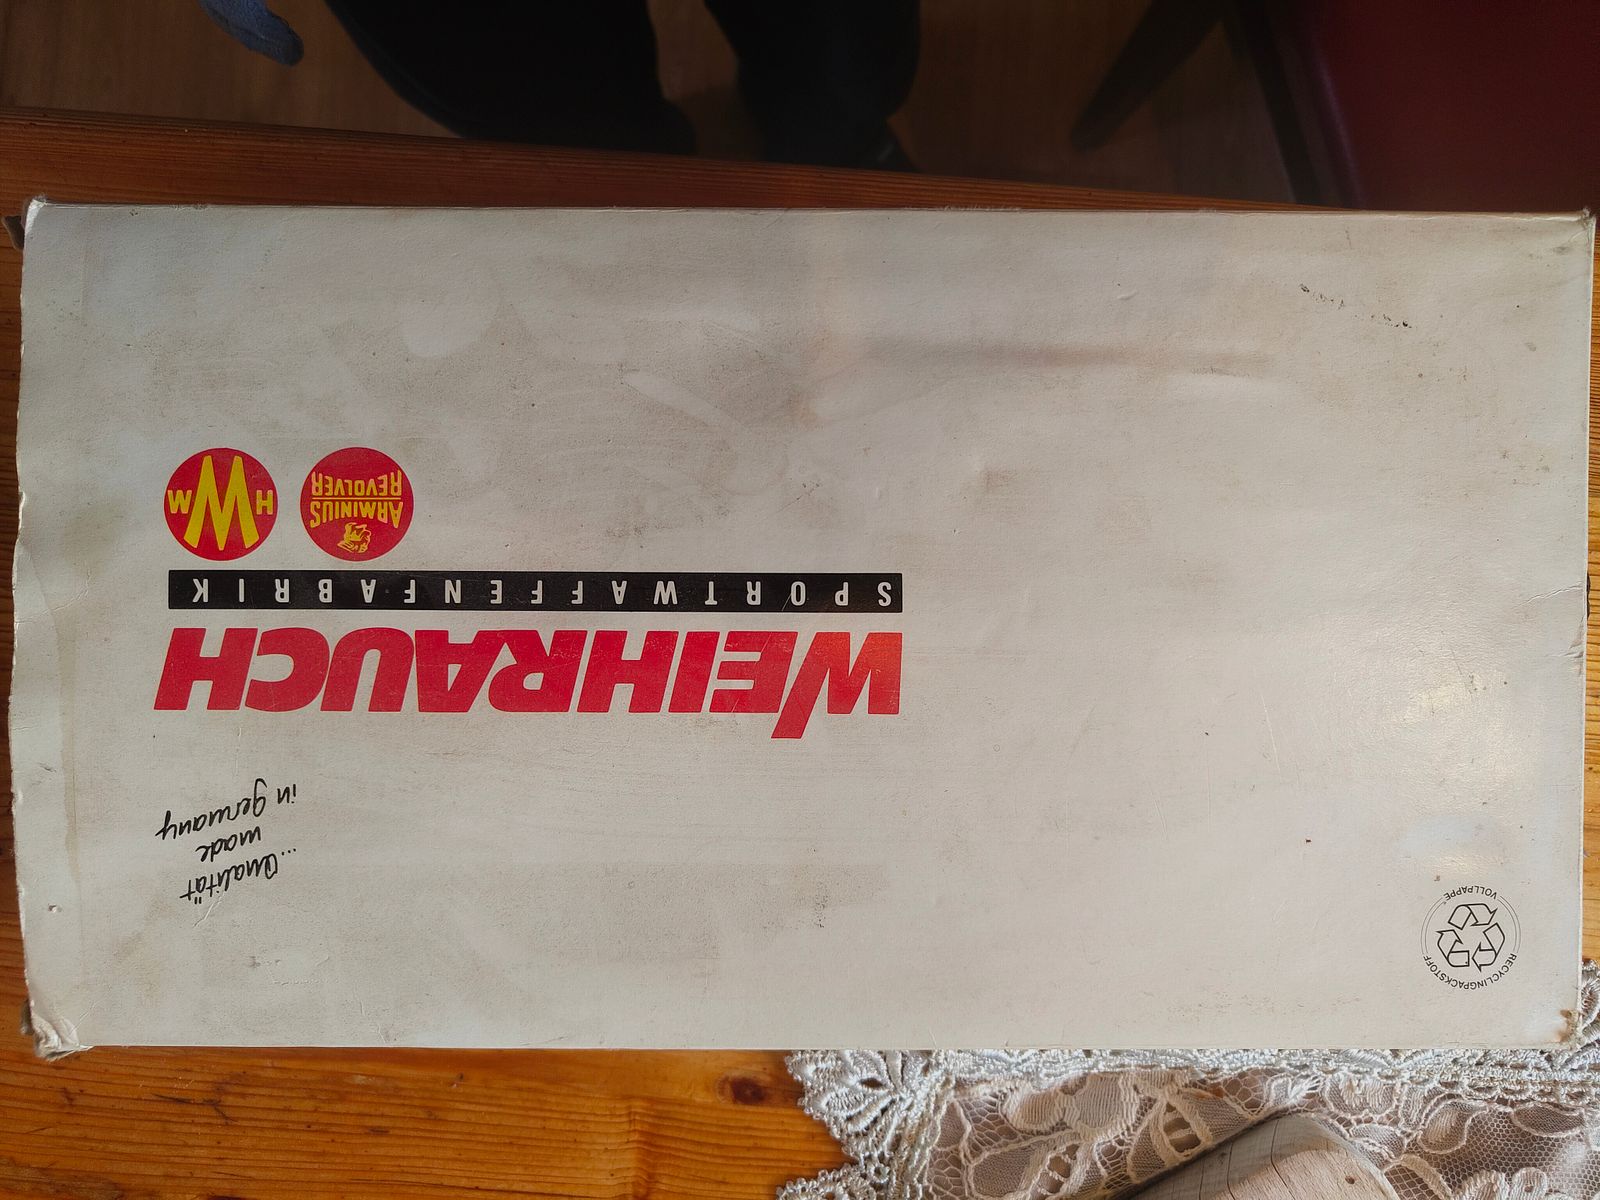 ...Qualität
made
in germany
WEIHRAUCH
SPORTWAFFENFABRIK
ARMINIUS
REVOLVER
HWM
RECYCLINGPACKSTOFF
VOLLPAPPE